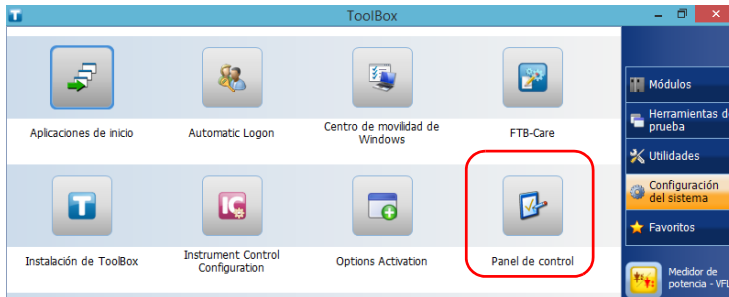 ToolBox
Aplicaciones de inicio
Automatic Logon
Centro de movilidad de
Windows
FTB-Care
Instalación de ToolBox
Instrument Control
Configuration
Options Activation
Panel de control
Módulos
Herramientas d
prueba
Utilidades
Configuración
del sistema
Favoritos
Medidor de
potencia - VFL